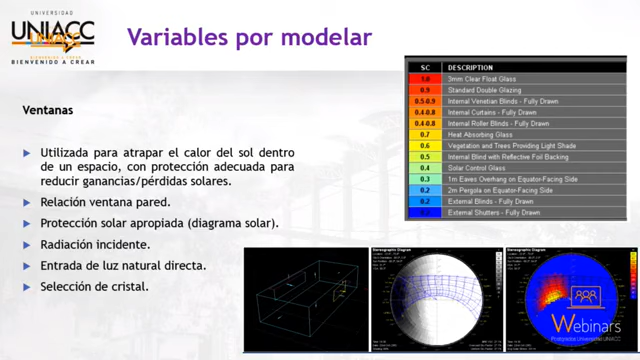 UNIVERSIDAD
UNIACC
BIENVENIDO A CREAR
Variables por modelar
Ventanas
Utilizada para atrapar el calor del sol dentro
de un espacio, con protección adecuada para
reducir ganancias/pérdidas solares.
Relación ventana pared.
Protección solar apropiada (diagrama solar).
Radiación incidente.
Entrada de luz natural directa.
Selección de cristal.
SC DESCRIPTION
1.0 3mm Clear Float Glass
0.9 Standard Double Glazing
0.5-0.9 Internal Venetian Blinds - Fully Drawn
0.4-0.8 Internal Curtains - Fully Drawn
0.4-0.8 Internal Roller Blinds - Fully Drawn
0.7 Heat Absorbing Glass
0.6 Vegetation and Trees Providing Light Shade
0.5 Internal Blind with Reflective Foil Backing
0.4 Solar Control Glass
0.3 1m Eaves Overhang on Equator-Facing Side
0.2 2m Pergola on Equator-Facing Side
0.2 External Blinds - Fully Drawn
External Shutters - Fully Drawn
Stereographic Diagram
Stereographic Diagram
Webinars